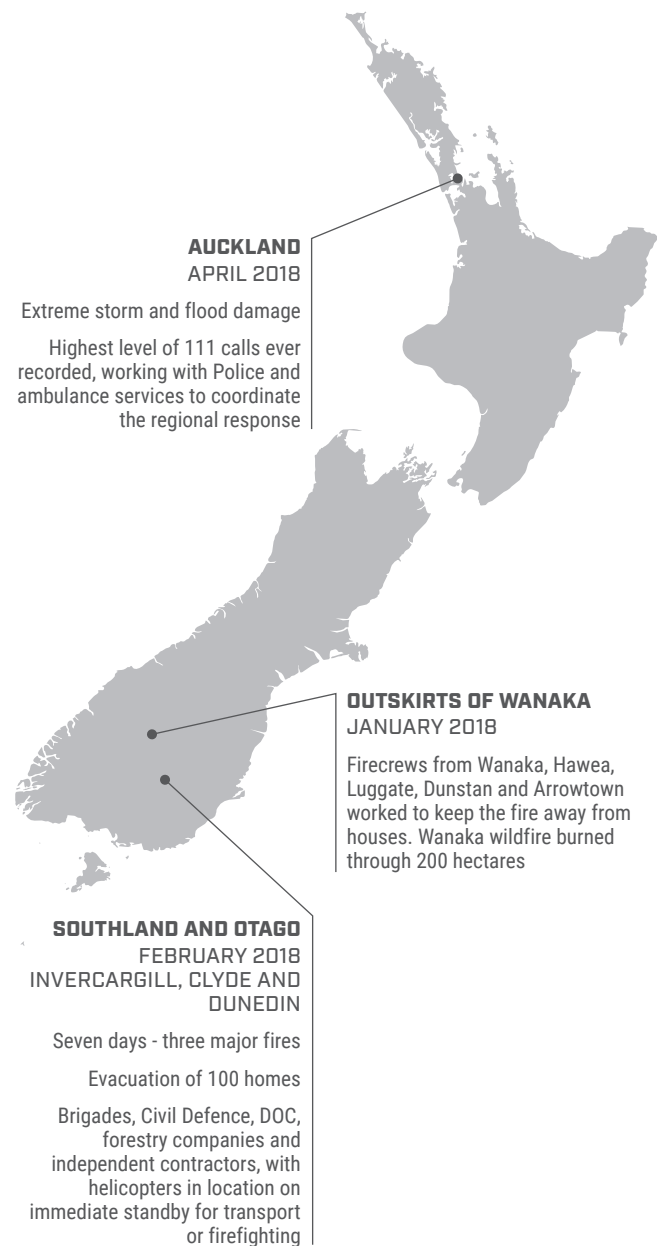 AUCKLAND
APRIL 2018
Extreme storm and flood damage
Highest level of 111 calls ever
recorded, working with Police and
ambulance services to coordinate
the regional response
OUTSKIRTS OF WANAKA
JANUARY 2018
Firecrews from Wanaka, Hawea,
Luggate, Dunstan and Arrowtown
worked to keep the fire away from
houses. Wanaka wildfire burned
through 200 hectares
SOUTHLAND AND OTAGO
FEBRUARY 2018
INVERCARGILL, CLYDE AND
DUNEDIN
Seven days - three major fires
Evacuation of 100 homes
Brigades, Civil Defence, DOC,
forestry companies and
independent contractors, with
helicopters in location on
immediate standby for transport
or firefighting